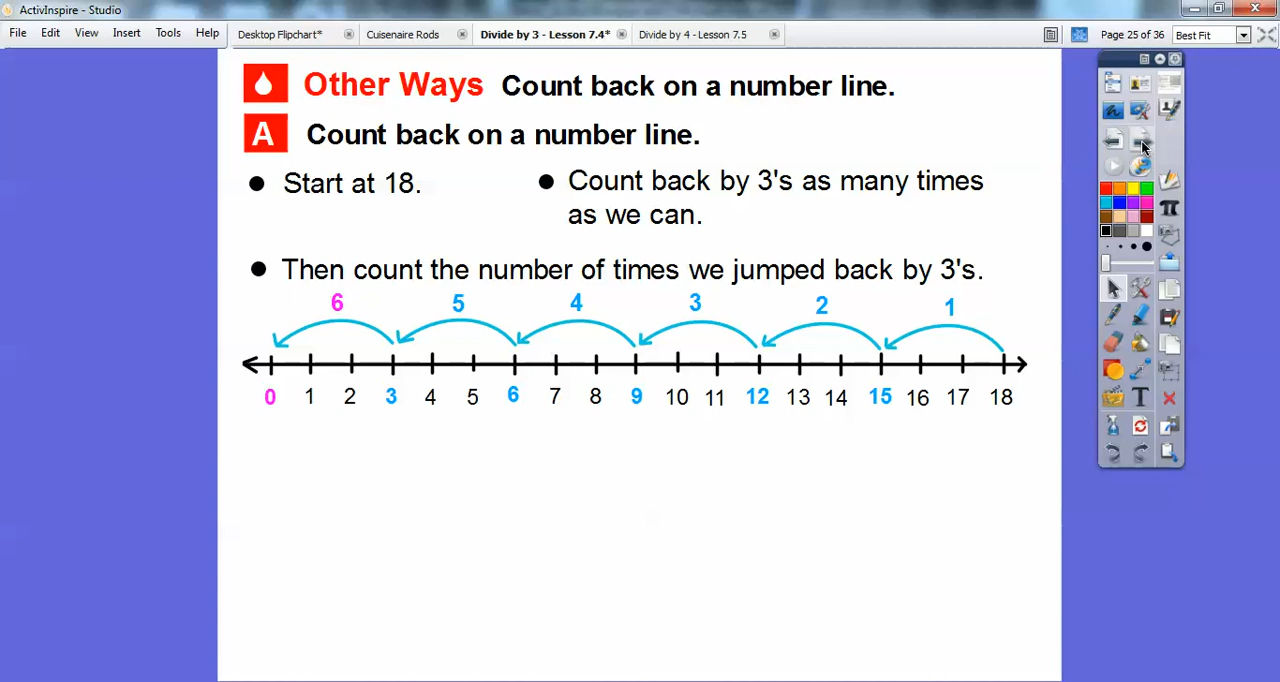 ActivInspire - Studio
File Edit View Insert Tools Help
Desktop Flipchart* Cuisenaire Rods Divide by 3 - Lesson 7.4* Divide by 4 - Lesson 7.5
Page 25 of 36 Best Fit
Other Ways Count back on a number line.
A Count back on a number line.
Start at 18.
Count back by 3's as many times
as we can.
Then count the number of times we jumped back by 3's.
6 5 4 3 2 1
0 1 2 3 4 5 6 7 8 9 10 11 12 13 14 15 16 17 18
T